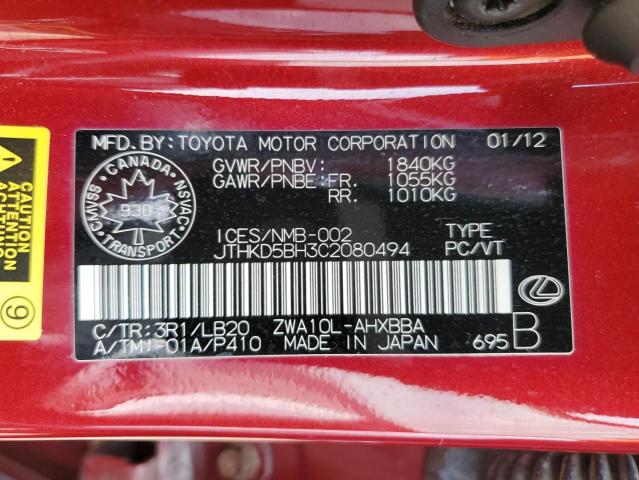 MFD. BY: TOYOTA MOTOR CORPORATION 01/12
GVWR/PNBV: 1840KG
GAWR/PNBE: FR. 1055KG
RR. 1010KG
CANADA
CMVSS NSVAC
930
TRANSPORT
ICES/NMB-002 TYPE
JTHKD5BH3C2080494 PC/VT
C/TR: 3R1/LB20 ZWA10L-AHXBBA
A/TM: -01A/P410 MADE IN JAPAN 695 B
CAUTION
ATTENTION
9